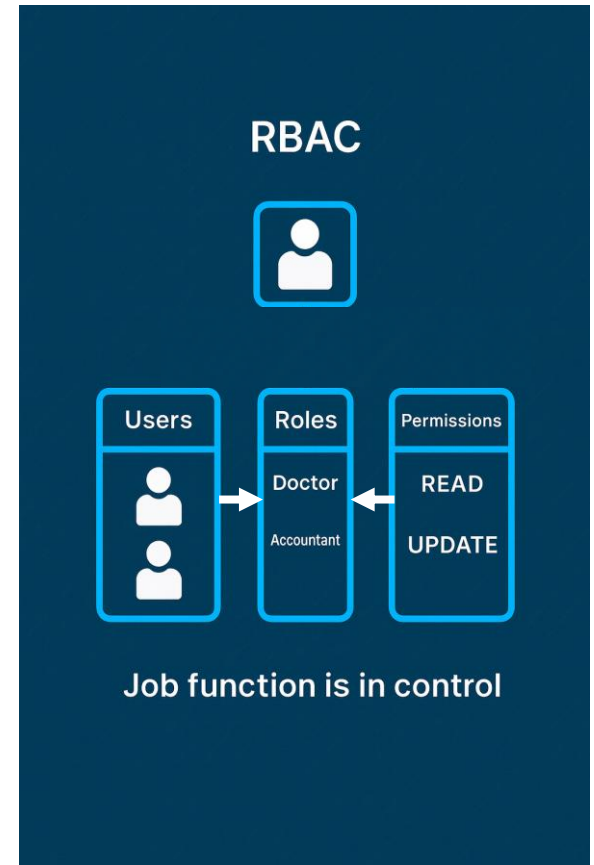 RBAC
Users
Roles
Permissions
Doctor
READ
Accountant
UPDATE
Job function is in control